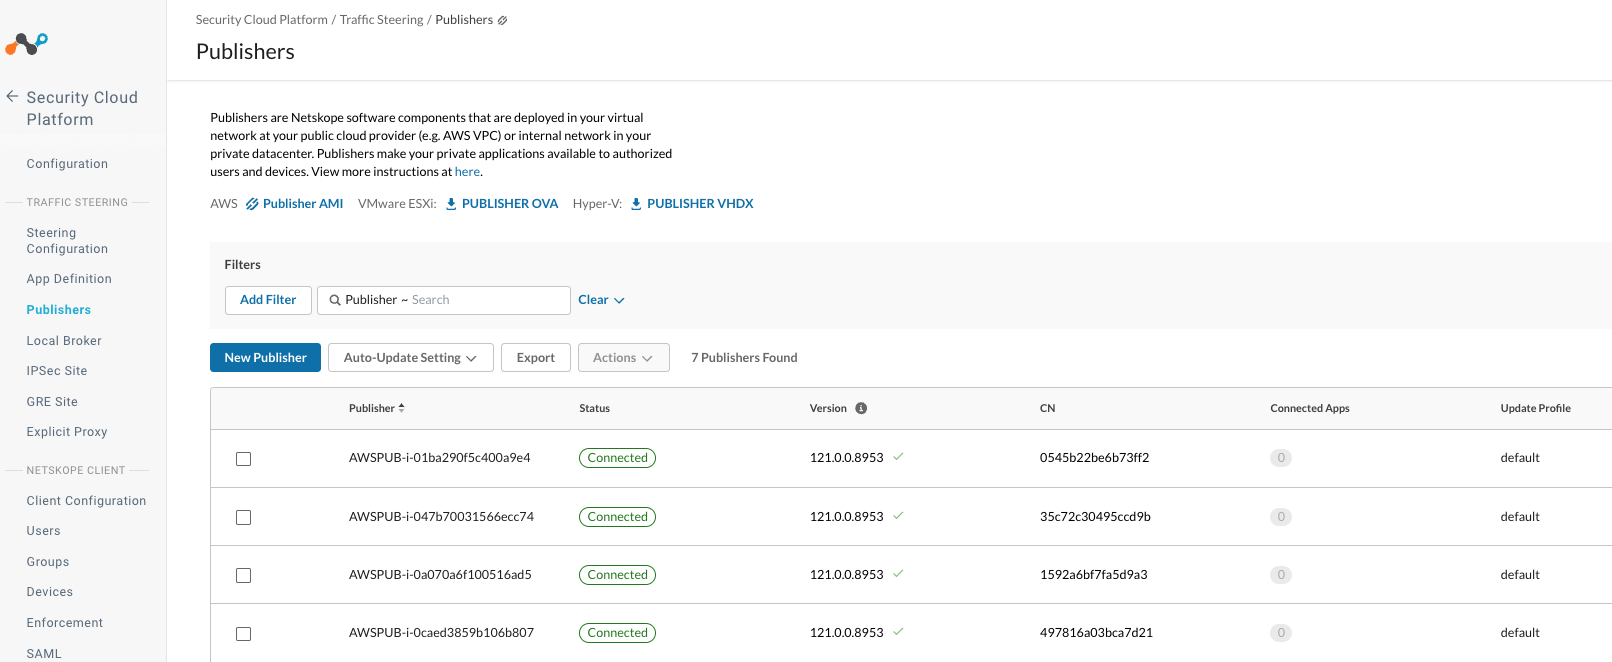 Security Cloud Platform / Traffic Steering / Publishers
Publishers
Security Cloud
Platform
Configuration
TRAFFIC STEERING
Steering
Configuration
App Definition
Publishers
Local Broker
IPSec Site
GRE Site
Explicit Proxy
NETSKOPE CLIENT
Client Configuration
Users
Groups
Devices
Enforcement
SAML
Publishers are Netskope software components that are deployed in your virtual
network at your public cloud provider (e.g. AWS VPC) or internal network in your
private datacenter. Publishers make your private applications available to authorized
users and devices. View more instructions at here.
AWS Publisher AMI VMware ESXi: PUBLISHER OVA Hyper-V: PUBLISHER VHDX
Filters
Add Filter Publisher ~ Search Clear
New Publisher Auto-Update Setting Export Actions 7 Publishers Found
Publisher Status Version CN Connected Apps Update Profile
AWSPUB-i-01ba290f5c400a9e4 Connected 121.0.0.8953 0545b22be6b73ff2 0 default
AWSPUB-i-047b70031566ecc74 Connected 121.0.0.8953 35c72c30495ccd9b 0 default
AWSPUB-i-0a070a6f100516ad5 Connected 121.0.0.8953 1592a6bf7fa5d9a3 0 default
AWSPUB-i-0caed3859b106b807 Connected 121.0.0.8953 497816a03bca7d21 0 default